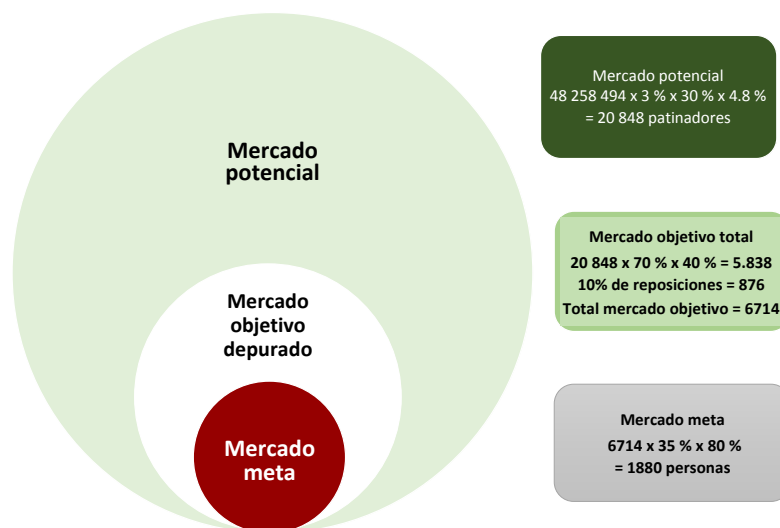 Mercado
potencial
Mercado
objetivo
depurado
Mercado
meta
Mercado potencial
48 258 494 x 3 % x 30 % x 4.8 %
= 20 848 patinadores
Mercado objetivo total
20 848 x 70 % x 40 % = 5.838
10% de reposiciones = 876
Total mercado objetivo = 6714
Mercado meta
6714 x 35 % x 80 %
= 1880 personas